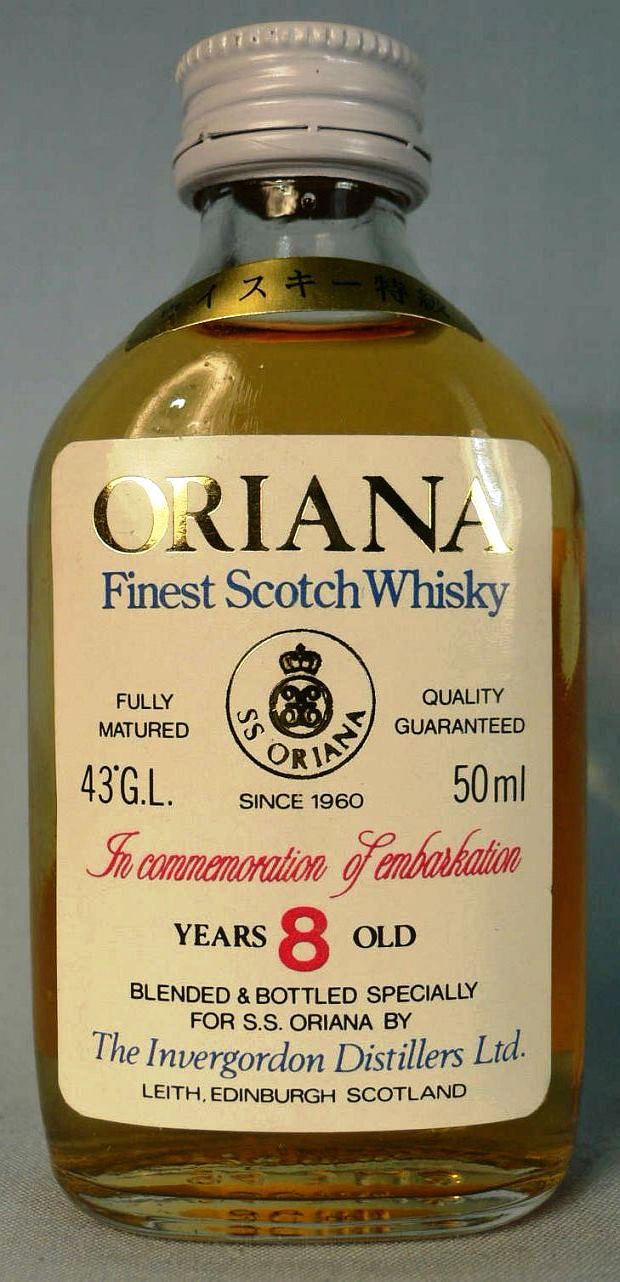 ウイスキー特級
ORIANA
Finest Scotch Whisky
FULLY
MATURED
SS ORIANA
QUALITY
GUARANTEED
43°G.L.
SINCE 1960
50ml
In commemoration of embarkation
YEARS 8 OLD
BLENDED & BOTTLED SPECIALLY
FOR S.S. ORIANA BY
The Invergordon Distillers Ltd.
LEITH, EDINBURGH SCOTLAND